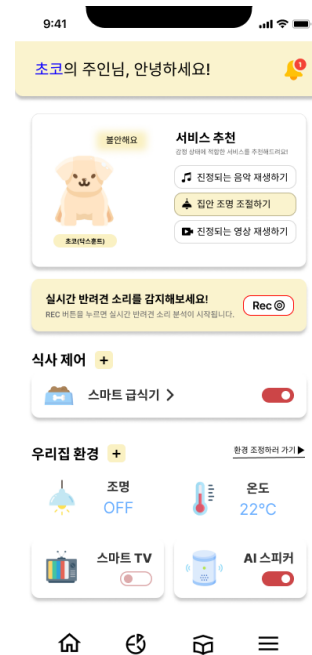 9:41
초코의 주인님, 안녕하세요!
1
불안해요
초코(닥스훈트)
서비스 추천
감정 상태에 적합한 서비스를 추천해드려요!
진정되는 음악 재생하기
집안 조명 조절하기
진정되는 영상 재생하기
실시간 반려견 소리를 감지해보세요!
REC 버튼을 누르면 실시간 반려견 소리 분석이 시작됩니다.
Rec
식사 제어 +
스마트 급식기 >
우리집 환경 +
환경 조정하러 가기▶
조명
OFF
온도
22°C
스마트 TV
AI 스피커